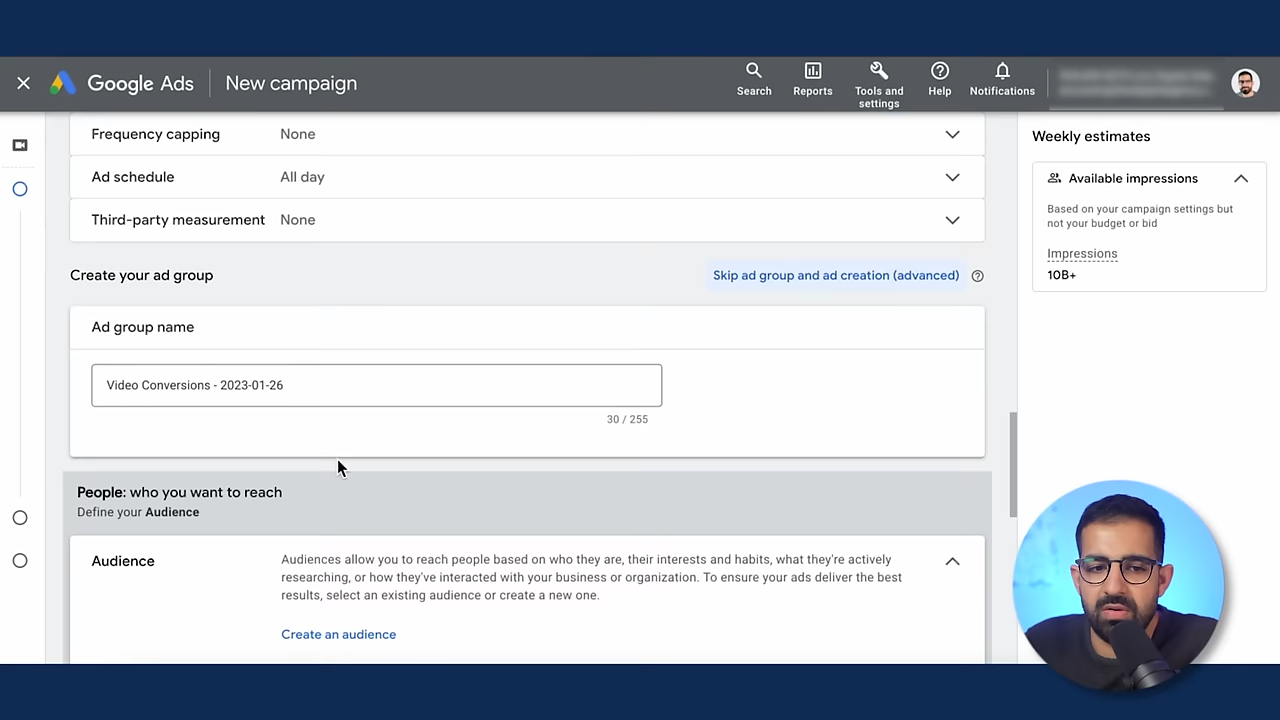 Google Ads
New campaign
Search
Reports
Tools and
settings
Help
Notifications
Frequency capping None
Ad schedule All day
Third-party measurement None
Create your ad group
Skip ad group and ad creation (advanced)
Ad group name
Video Conversions - 2023-01-26
30 / 255
People: who you want to reach
Define your Audience
Audience
Audiences allow you to reach people based on who they are, their interests and habits, what they're actively
researching, or how they've interacted with your business or organization. To ensure your ads deliver the best
results, select an existing audience or create a new one.
Create an audience
Weekly estimates
Available impressions
Based on your campaign settings but
not your budget or bid
Impressions
10B+